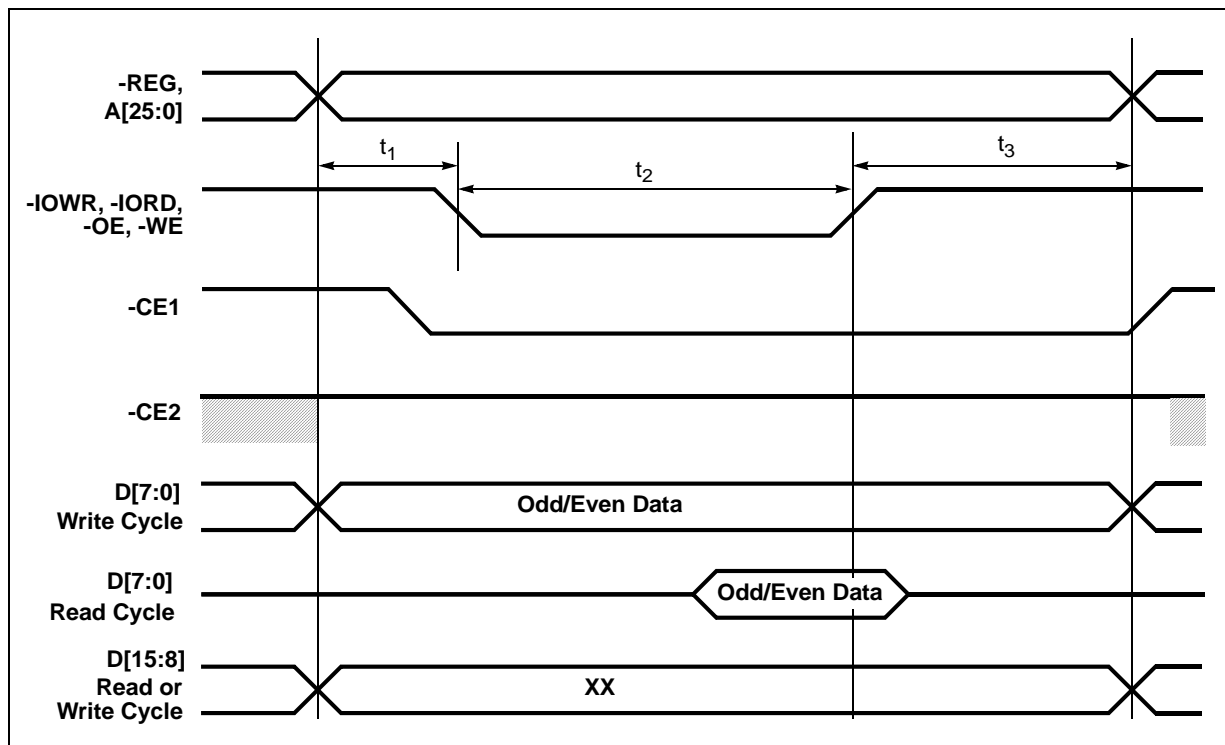 -REG,
A[25:0]
t1
t2
t3
-IOWR, -IORD,
-OE, -WE
-CE1
-CE2
D[7:0]
Write Cycle
Odd/Even Data
D[7:0]
Read Cycle
Odd/Even Data
D[15:8]
Read or
Write Cycle
XX